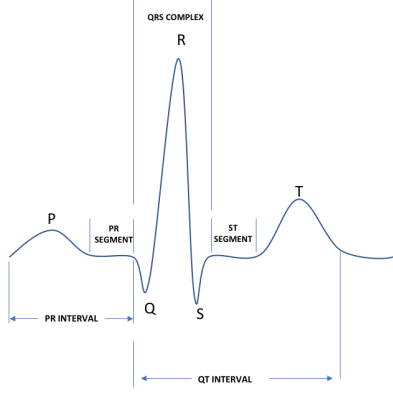 QRS COMPLEX
R
T
P
PR
SEGMENT
ST
SEGMENT
Q
S
PR INTERVAL
QT INTERVAL